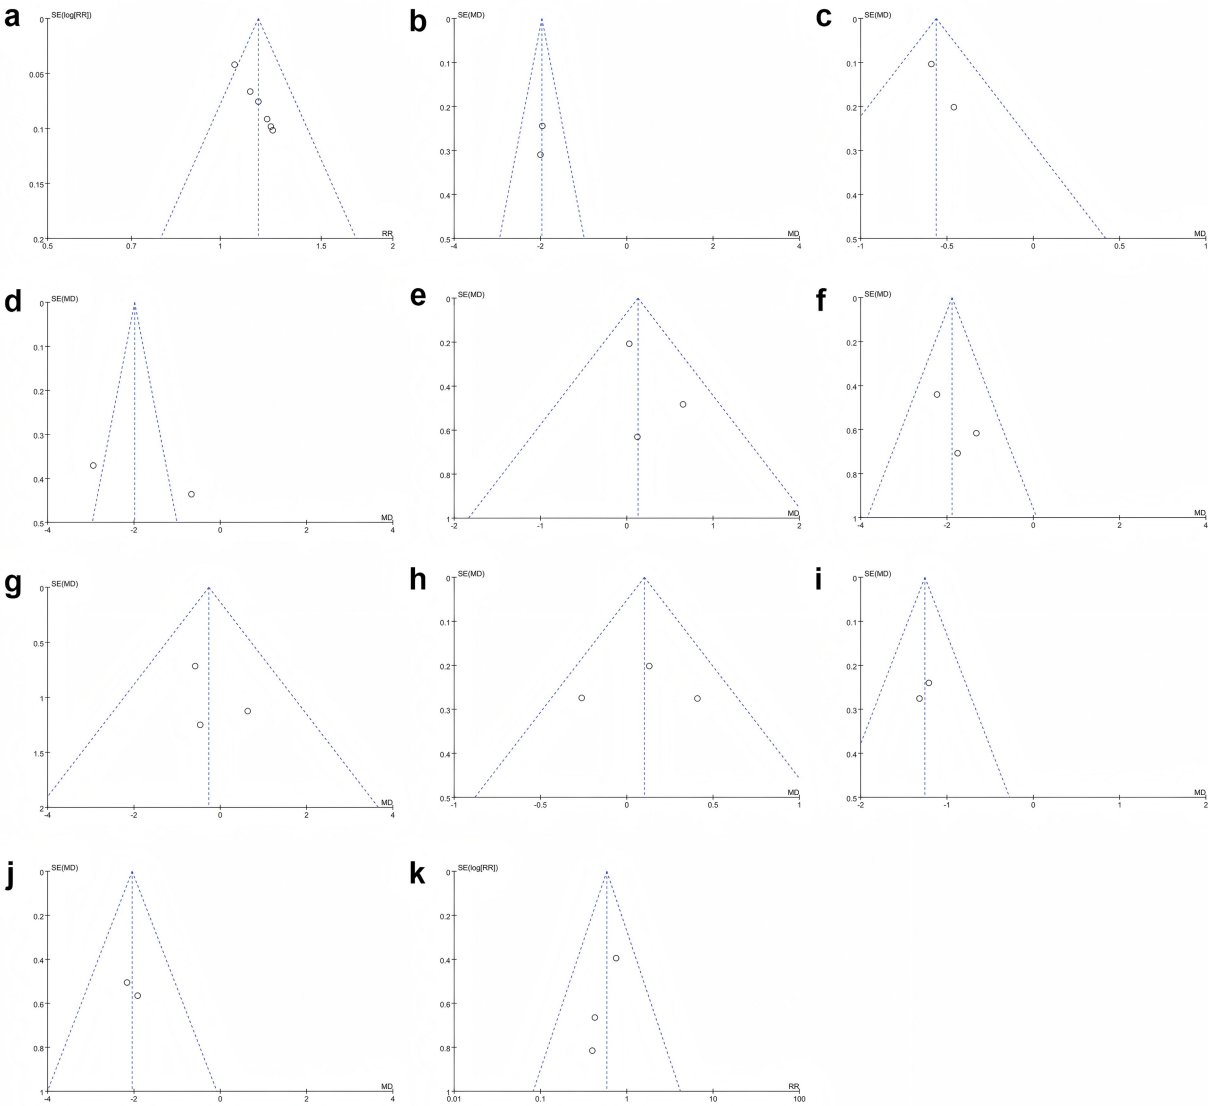 a
SE(log[RR])
0
0.05
0.1
0.15
0.2
0.5 0.7 1 1.5 2
RR
b
SE(MD)
0
0.1
0.2
0.3
0.4
0.5
-4 -2 0 2 4
MD
c
SE(MD)
0
0.1
0.2
0.3
0.4
0.5
-1 -0.5 0 0.5 1
MD
d
SE(MD)
0
0.1
0.2
0.3
0.4
0.5
-4 -2 0 2 4
MD
e
SE(MD)
0
0.2
0.4
0.6
0.8
1
-2 -1 0 1 2
MD
f
SE(MD)
0
0.2
0.4
0.6
0.8
1
-4 -2 0 2 4
MD
g
SE(MD)
0
0.5
1
1.5
2
-4 -2 0 2 4
MD
h
SE(MD)
0
0.1
0.2
0.3
0.4
0.5
-1 -0.5 0 0.5 1
MD
i
SE(MD)
0
0.1
0.2
0.3
0.4
0.5
-2 -1 0 1 2
MD
j
SE(MD)
0
0.2
0.4
0.6
0.8
1
-4 -2 0 2 4
MD
k
SE(log[RR])
0
0.2
0.4
0.6
0.8
1
0.01 0.1 1 10 100
RR